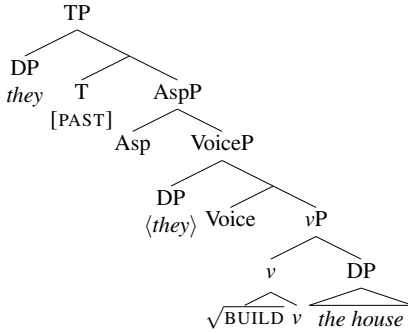 TP
DP
they T AspP
[PAST]
Asp VoiceP
DP
⟨they⟩ Voice vP
v DP
√BUILD v the house